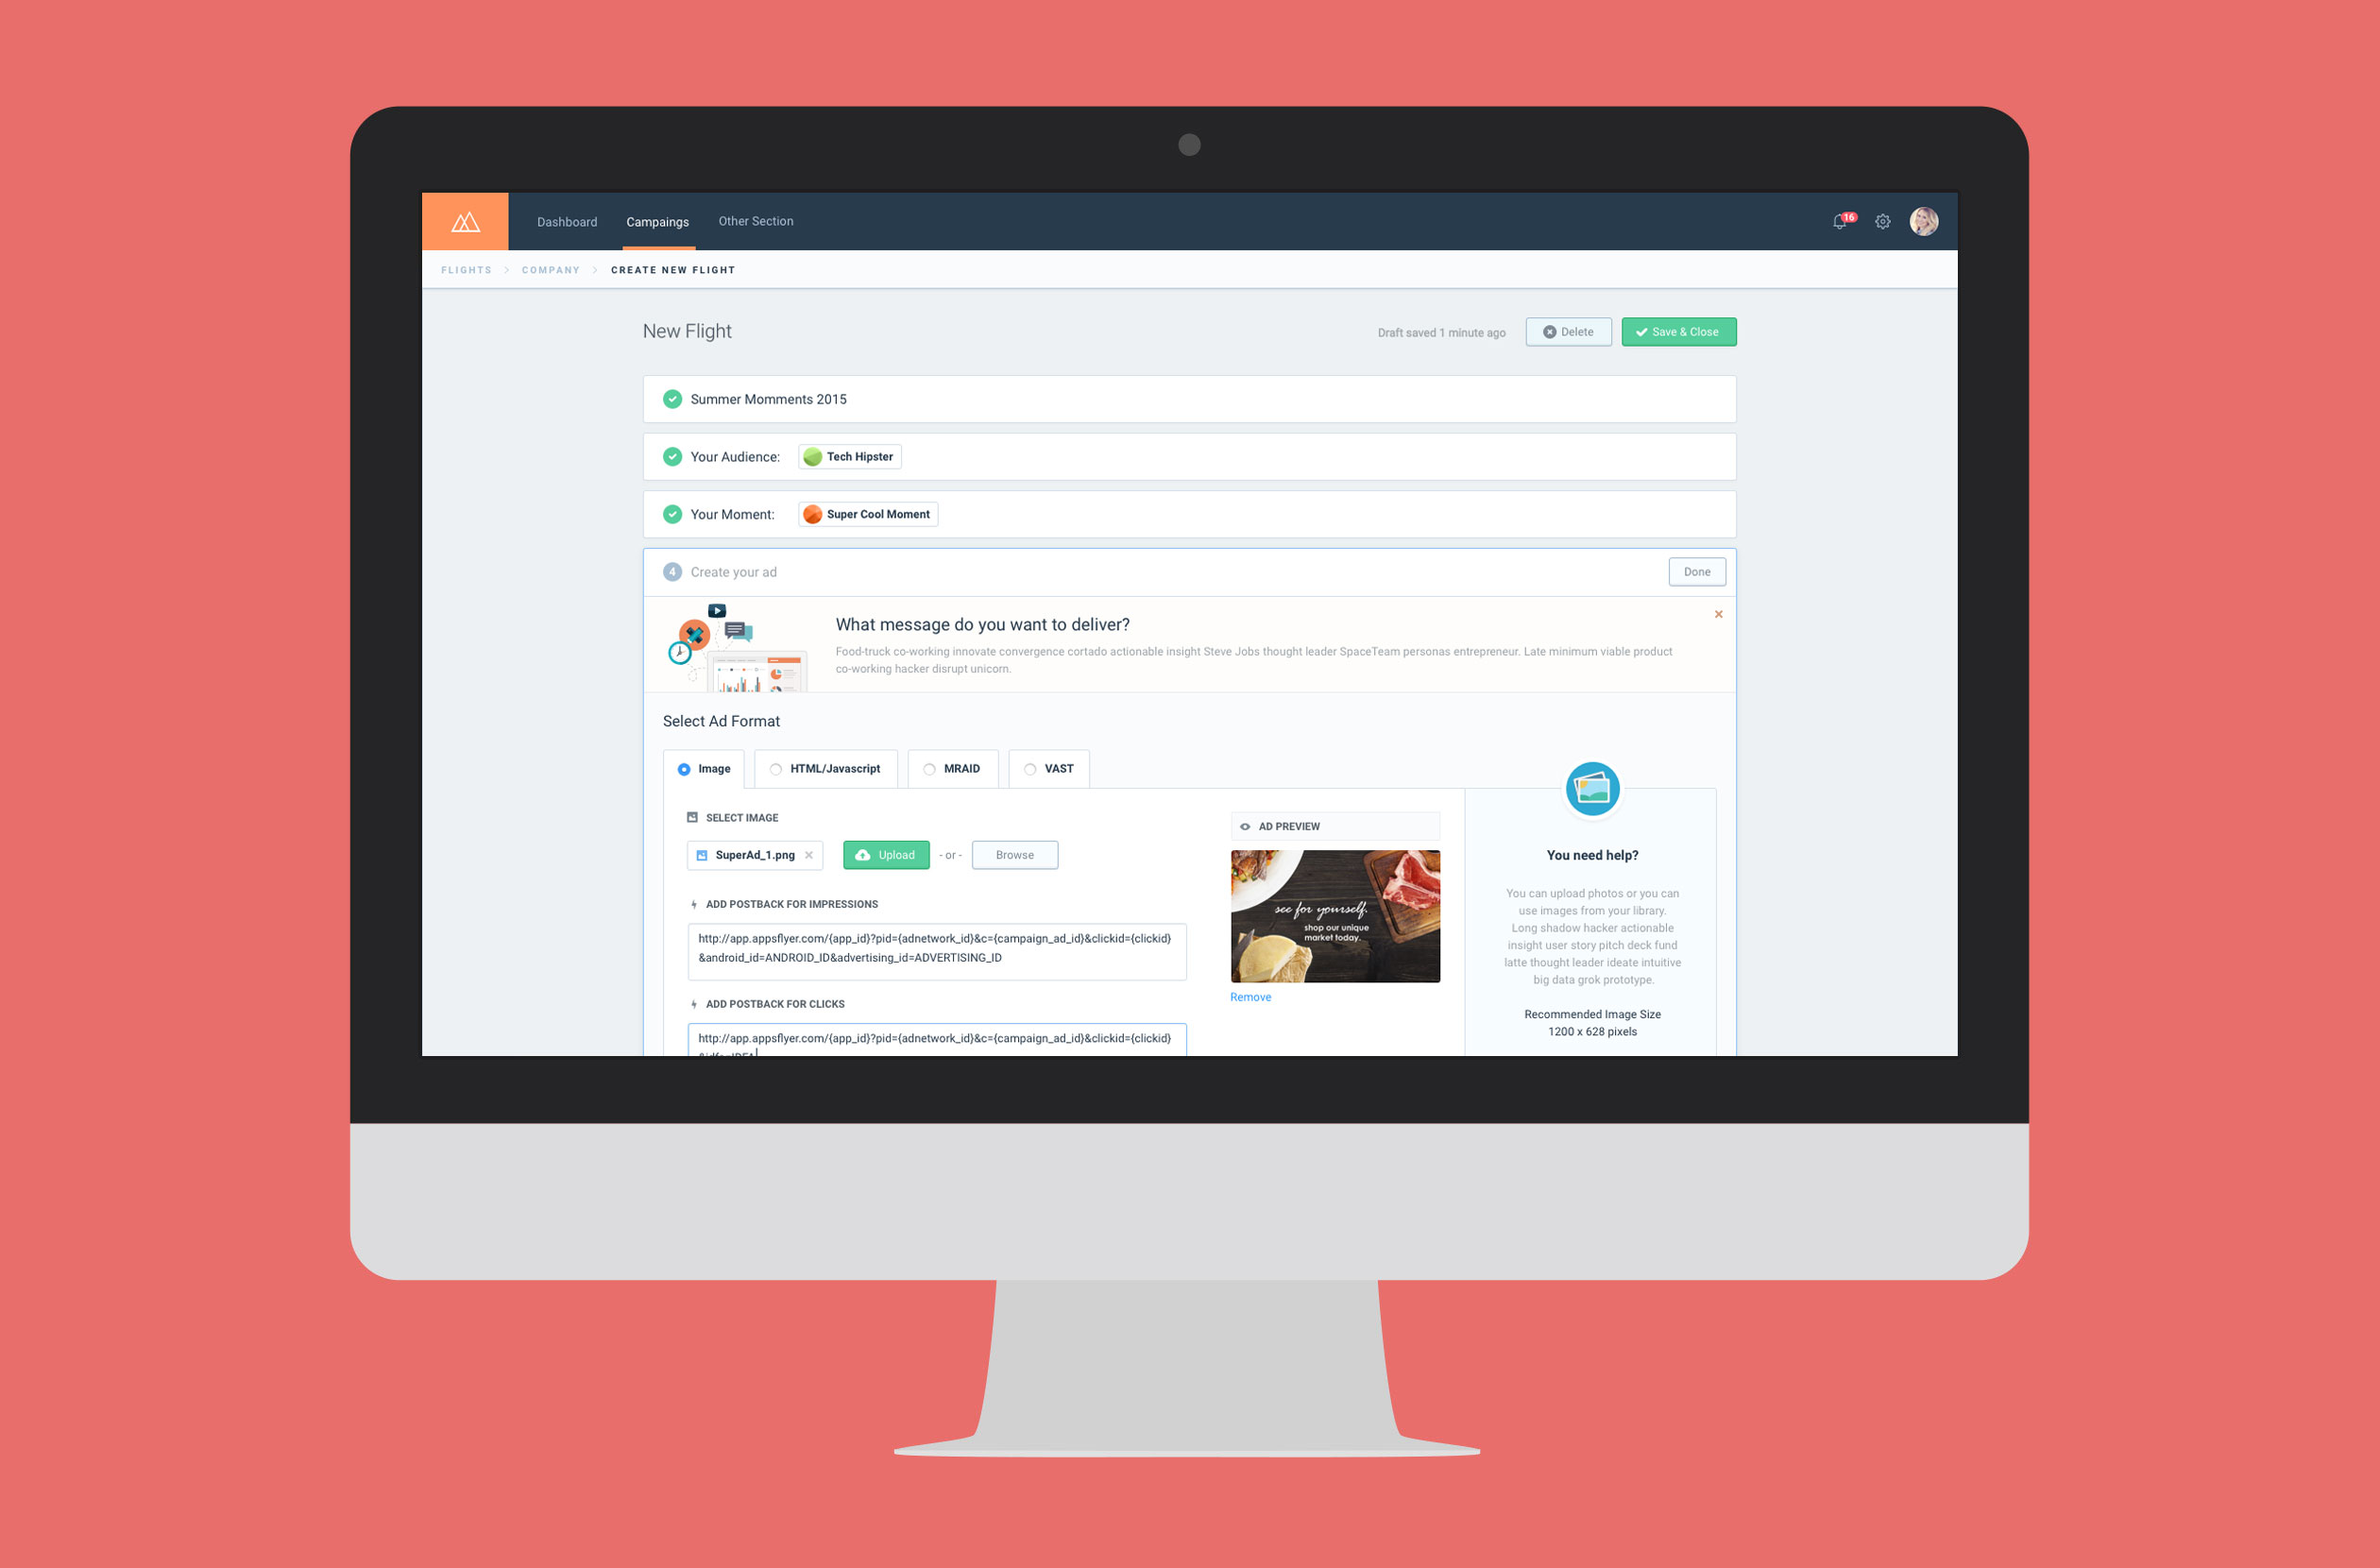 Dashboard Campaings Other Section 16
FLIGHTS > COMPANY > CREATE NEW FLIGHT
New Flight
Draft saved 1 minute ago Delete Save & Close
Summer Momments 2015
Your Audience: Tech Hipster
Your Moment: Super Cool Moment
4 Create your ad Done
What message do you want to deliver?
Food-truck co-working innovate convergence cortado actionable insight Steve Jobs thought leader SpaceTeam personas entrepreneur. Late minimum viable product
co-working hacker disrupt unicorn.
Select Ad Format
Image HTML/Javascript MRAID VAST
SELECT IMAGE
SuperAd_1.png Upload - or - Browse
ADD POSTBACK FOR IMPRESSIONS
http://app.appsflyer.com/{app_id}?pid={adnetwork_id}&c={campaign_ad_id}&clickid={clickid}
&android_id=ANDROID_ID&advertising_id=ADVERTISING_ID
ADD POSTBACK FOR CLICKS
http://app.appsflyer.com/{app_id}?pid={adnetwork_id}&c={campaign_ad_id}&clickid={clickid}
AD PREVIEW
see for yourself.
shop our unique
market today.
Remove
You need help?
You can upload photos or you can
use images from your library.
Long shadow hacker actionable
insight user story pitch deck fund
latte thought leader ideate intuitive
big data grok prototype.
Recommended Image Size
1200 x 628 pixels